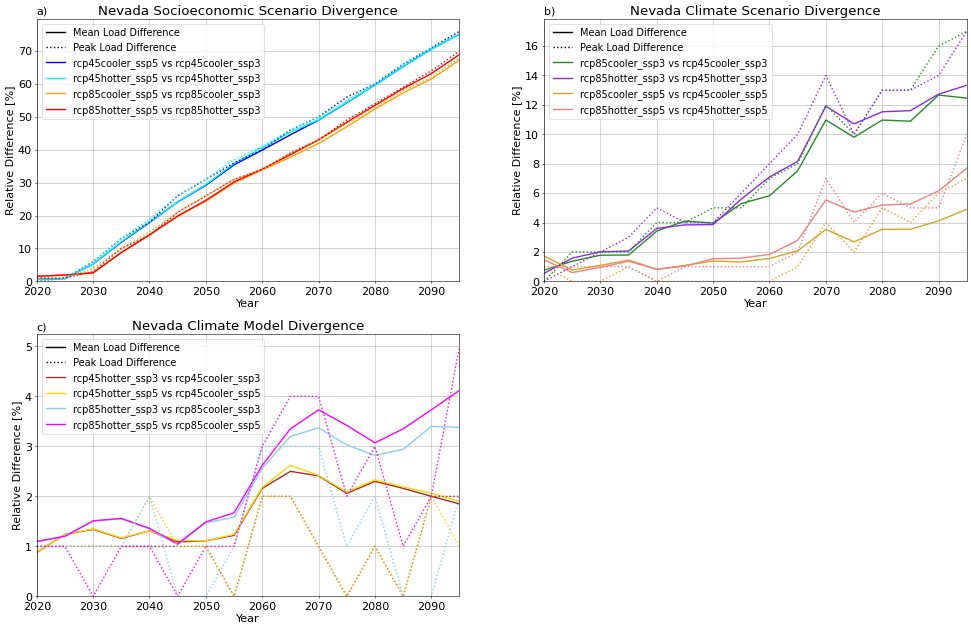 a)
Nevada Socioeconomic Scenario Divergence
Relative Difference [%]
70
60
50
40
30
20
10
0
Mean Load Difference
Peak Load Difference
rcp45cooler_ssp5 vs rcp45cooler_ssp3
rcp45hotter_ssp5 vs rcp45hotter_ssp3
rcp85cooler_ssp5 vs rcp85cooler_ssp3
rcp85hotter_ssp5 vs rcp85hotter_ssp3
2020 2030 2040 2050 2060 2070 2080 2090
Year
b)
Nevada Climate Scenario Divergence
Relative Difference [%]
16
14
12
10
8
6
4
2
0
Mean Load Difference
Peak Load Difference
rcp85cooler_ssp3 vs rcp45cooler_ssp3
rcp85hotter_ssp3 vs rcp45hotter_ssp3
rcp85cooler_ssp5 vs rcp45cooler_ssp5
rcp85hotter_ssp5 vs rcp45hotter_ssp5
2020 2030 2040 2050 2060 2070 2080 2090
Year
c)
Nevada Climate Model Divergence
Relative Difference [%]
5
4
3
2
1
0
Mean Load Difference
Peak Load Difference
rcp45hotter_ssp3 vs rcp45cooler_ssp3
rcp45hotter_ssp5 vs rcp45cooler_ssp5
rcp85hotter_ssp3 vs rcp85cooler_ssp3
rcp85hotter_ssp5 vs rcp85cooler_ssp5
2020 2030 2040 2050 2060 2070 2080 2090
Year